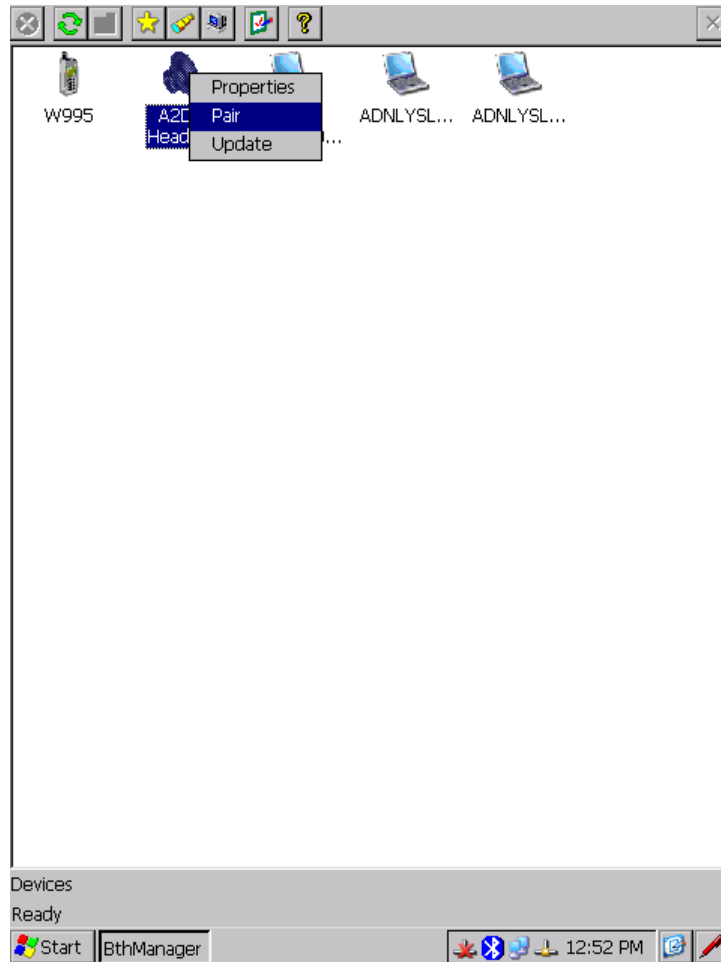 W995
A2D
Head
Properties
Pair
Update
...
ADNLYSL...
ADNLYSL...
Devices
Ready
Start
BthManager
12:52 PM